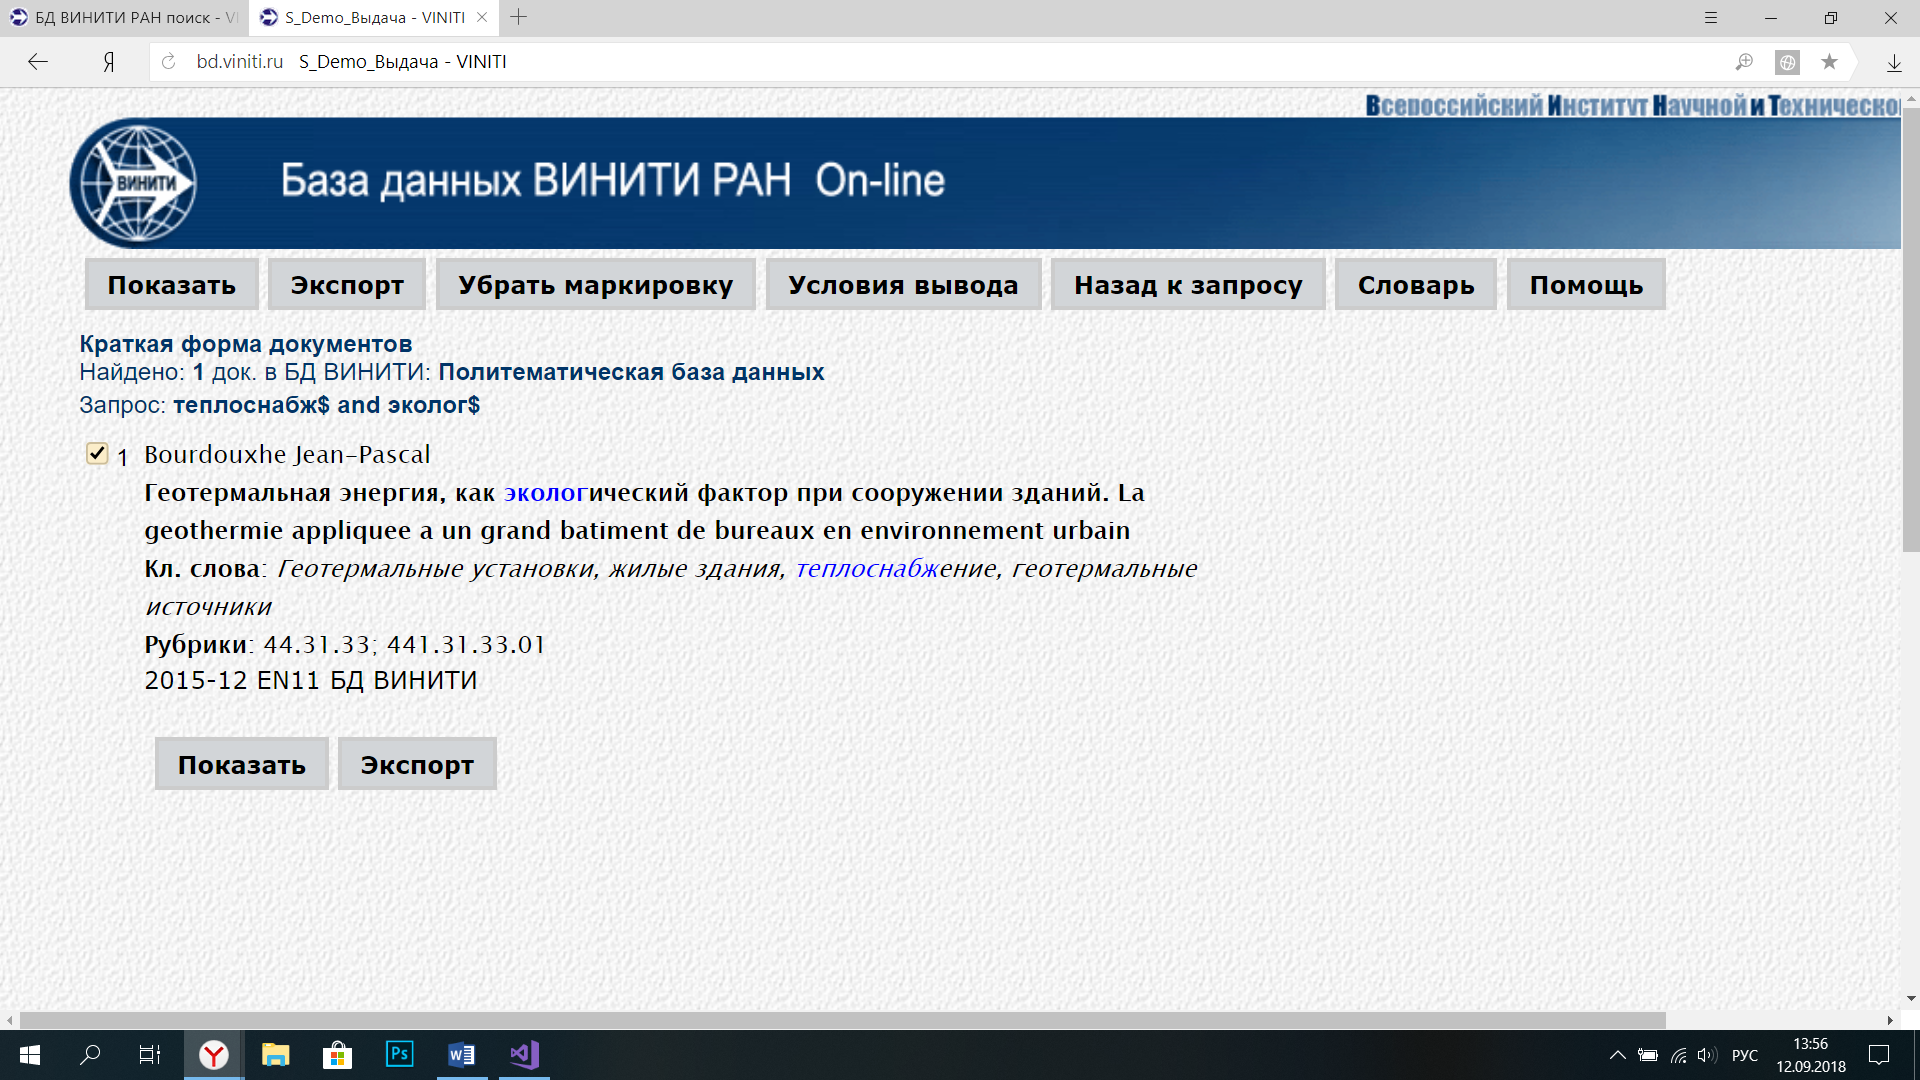 БД ВИНИТИ РАН поиск - VI
S_Demo_Выдача - VINITI
Я bd.viniti.ru S_Demo_Выдача - VINITI
Всероссийский Институт Научной и Техническо
ВИНИТИ
База данных ВИНИТИ РАН On-line
Показать Экспорт Убрать маркировку Условия вывода Назад к запросу Словарь Помощь
Краткая форма документов
Найдено: 1 док. в БД ВИНИТИ: Политематическая база данных
Запрос: теплоснабж$ and эколог$
1 Bourdouxhe Jean-Pascal
Геотермальная энергия, как экологический фактор при сооружении зданий. La
geothermie appliquee a un grand batiment de bureaux en environnement urbain
Кл. слова: Геотермальные установки, жилые здания, теплоснабжение, геотермальные
источники
Рубрики: 44.31.33; 441.31.33.01
2015-12 EN11 БД ВИНИТИ
Показать Экспорт
Ps
РУС
13:56
12.09.2018